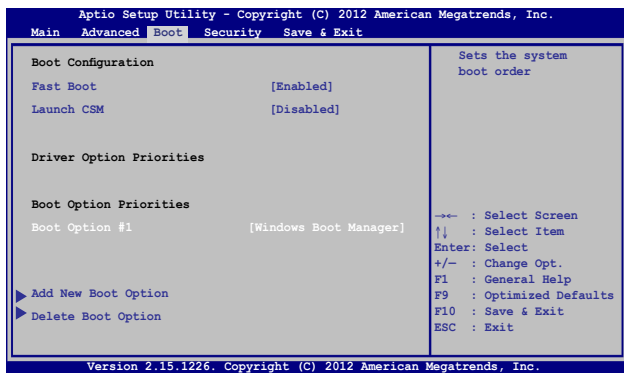 Aptio Setup Utility - Copyright (C) 2012 American Megatrends, Inc.
Main Advanced Boot Security Save & Exit
Boot Configuration
Fast Boot [Enabled]
Launch CSM [Disabled]
Driver Option Priorities
Boot Option Priorities
Boot Option #1 [Windows Boot Manager]
Add New Boot Option
Delete Boot Option
Sets the system
boot order
→← : Select Screen
↑↓ : Select Item
Enter: Select
+/— : Change Opt.
F1 : General Help
F9 : Optimized Defaults
F10 : Save & Exit
ESC : Exit
Version 2.15.1226. Copyright (C) 2012 American Megatrends, Inc.